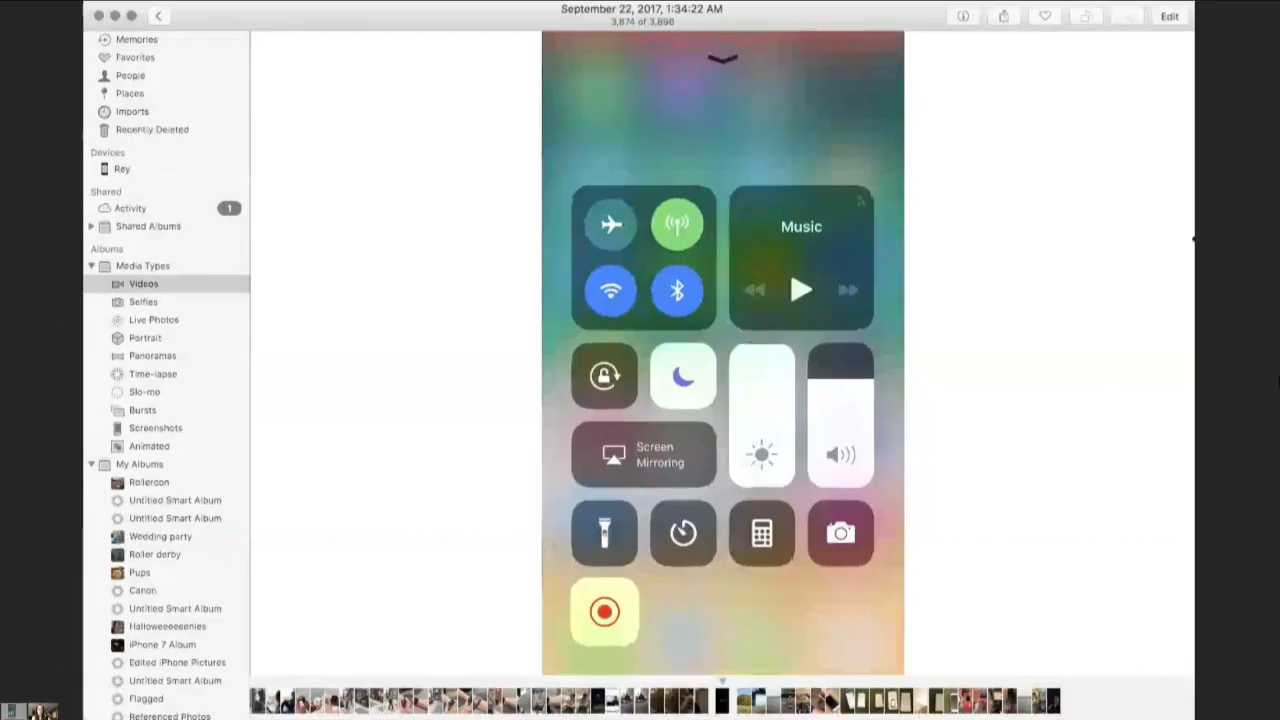 September 22, 2017, 1:34:22 AM
3,874 of 3,896
Edit
Memories
Favorites
People
Places
Imports
Recently Deleted
Devices
Rey
Shared
Activity
1
Shared Albums
Albums
Media Types
Videos
Selfies
Live Photos
Portrait
Panoramas
Time-lapse
Slo-mo
Bursts
Screenshots
Animated
My Albums
Rollercon
Untitled Smart Album
Untitled Smart Album
Wedding party
Roller derby
Pups
Canon
Untitled Smart Album
Halloweeeeenies
iPhone 7 Album
Edited iPhone Pictures
Untitled Smart Album
Flagged
Referenced Photos
Music
Screen
Mirroring